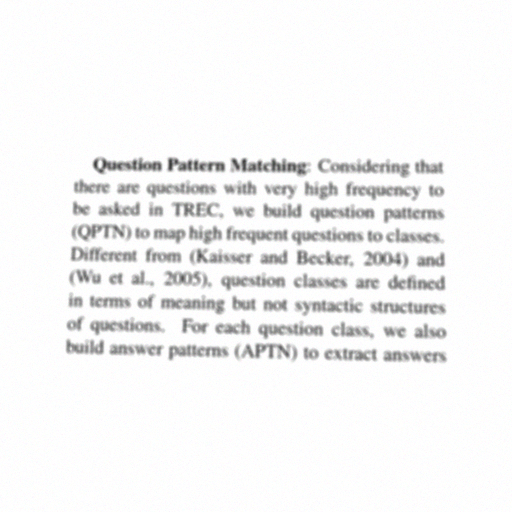 Question Pattern Matching: Considering that
there are questions with very high frequency to
be asked in TREC, we build question patterns
(QPTN) to map high frequent questions to classes.
Different from (Kaisser and Becker, 2004) and
(Wu et al., 2005), question classes are defined
in terms of meaning but not syntactic structures
of questions. For each question class, we also
build answer patterns (APTN) to extract answers